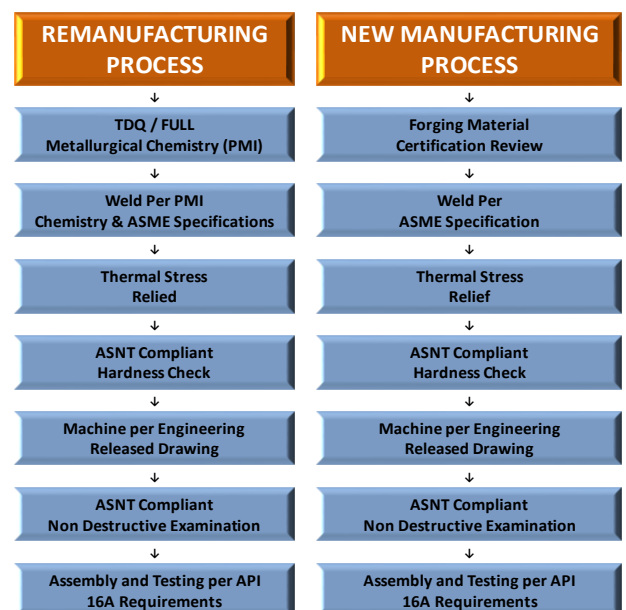 REMANUFACTURING
PROCESS
↓
TDQ / FULL
Metallurgical Chemistry (PMI)
↓
Weld Per PMI
Chemistry & ASME Specifications
↓
Thermal Stress
Relied
↓
ASNT Compliant
Hardness Check
↓
Machine per Engineering
Released Drawing
↓
ASNT Compliant
Non Destructive Examination
↓
Assembly and Testing per API
16A Requirements
NEW MANUFACTURING
PROCESS
↓
Forging Material
Certification Review
↓
Weld Per
ASME Specification
↓
Thermal Stress
Relief
↓
ASNT Compliant
Hardness Check
↓
Machine per Engineering
Released Drawing
↓
ASNT Compliant
Non Destructive Examination
↓
Assembly and Testing per API
16A Requirements